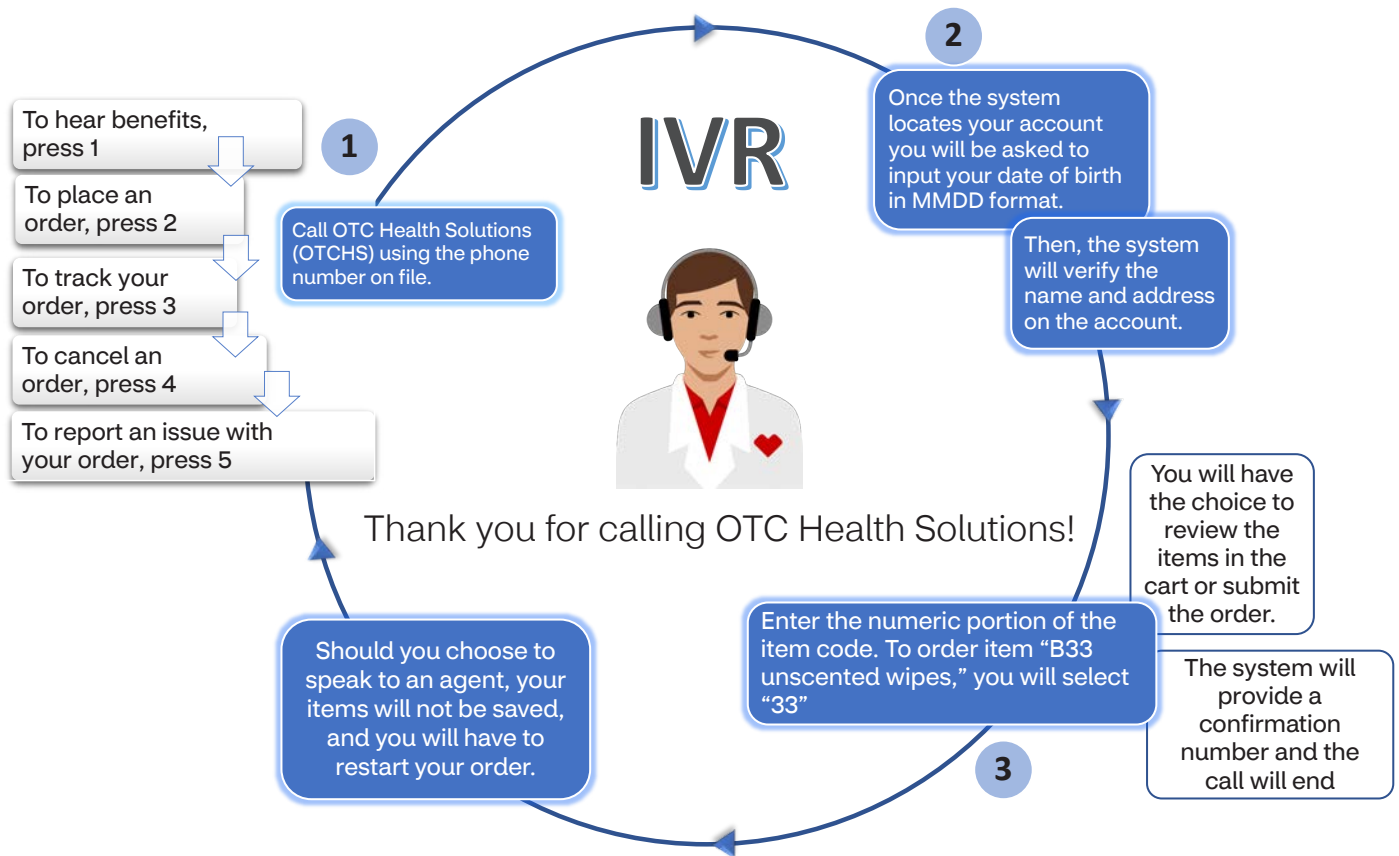 IVR
1
Call OTC Health Solutions
(OTCHS) using the phone
number on file.
To hear benefits,
press 1
To place an
order, press 2
To track your
order, press 3
To cancel an
order, press 4
To report an issue with
your order, press 5
2
Once the system
locates your account
you will be asked to
input your date of birth
in MMDD format.
Then, the system
will verify the
name and address
on the account.
Thank you for calling OTC Health Solutions!
3
Enter the numeric portion of the
item code. To order item “B33
unscented wipes,” you will select
“33”
You will have
the choice to
review the
items in the
cart or submit
the order.
The system will
provide a
confirmation
number and the
call will end
Should you choose to
speak to an agent, your
items will not be saved,
and you will have to
restart your order.